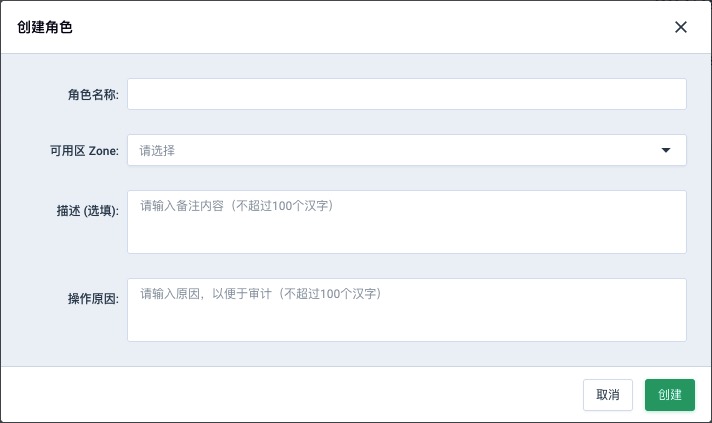 创建角色
角色名称:
可用区 Zone:
请选择
描述 (选填):
请输入备注内容（不超过100个汉字）
操作原因:
请输入原因，以便于审计（不超过100个汉字）
取消
创建